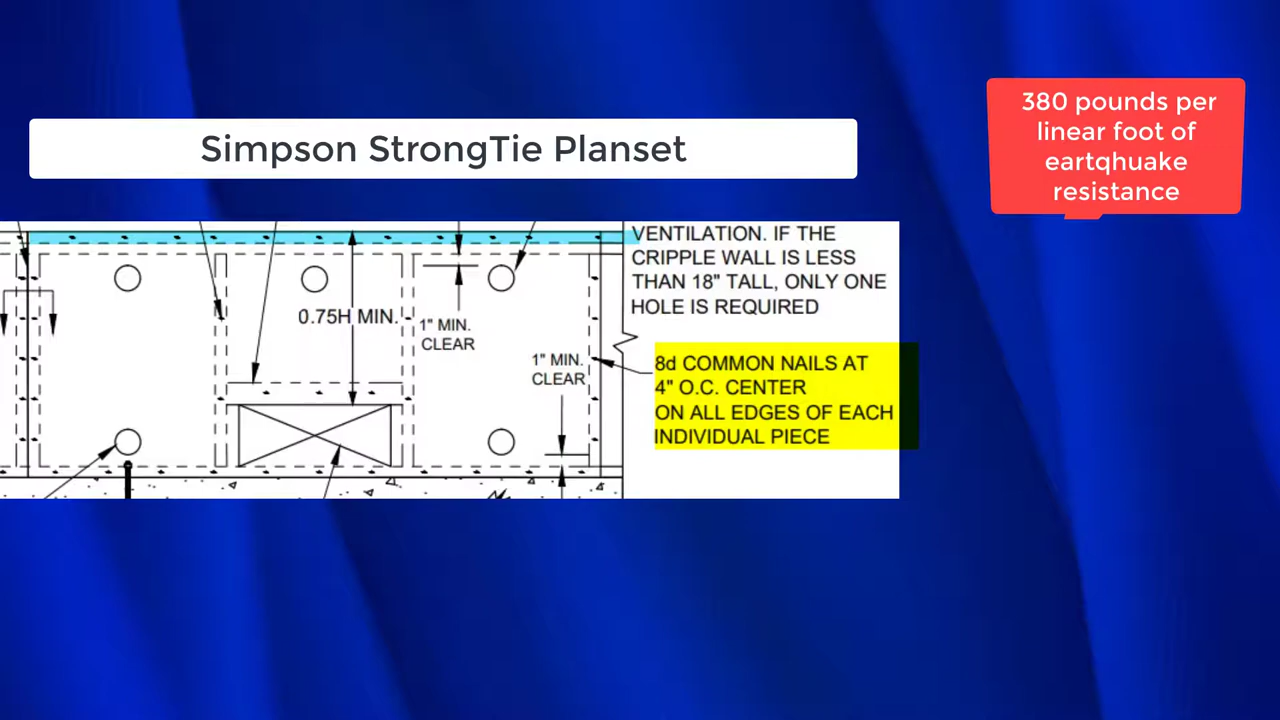 Simpson StrongTie Planset
380 pounds per
linear foot of
eartqhuake
resistance
VENTILATION. IF THE
CRIPPLE WALL IS LESS
THAN 18" TALL, ONLY ONE
HOLE IS REQUIRED
0.75H MIN.
1" MIN.
CLEAR
1" MIN.
CLEAR
8d COMMON NAILS AT
4" O.C. CENTER
ON ALL EDGES OF EACH
INDIVIDUAL PIECE